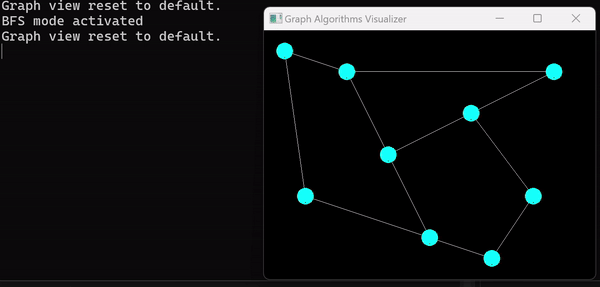 Graph view reset to default.
BFS mode activated
Graph view reset to default.
Graph Algorithms Visualizer